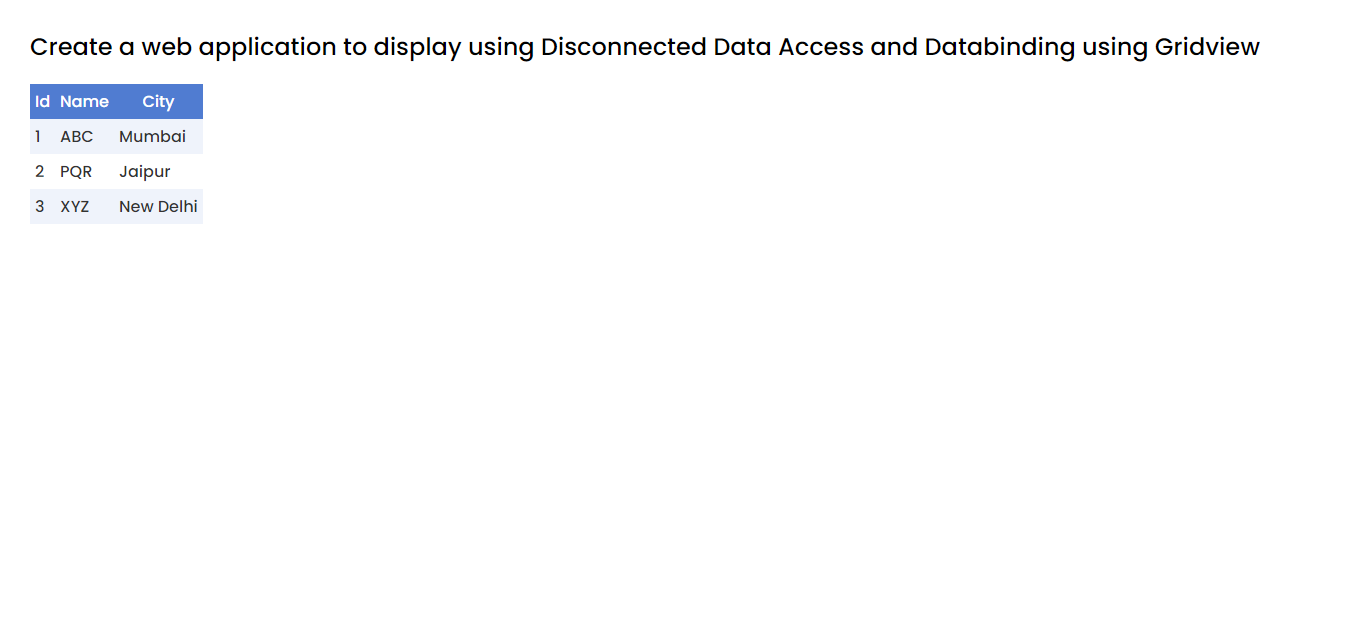 Create a web application to display using Disconnected Data Access and Databinding using Gridview
Id Name City
1 ABC Mumbai
2 PQR Jaipur
3 XYZ New Delhi